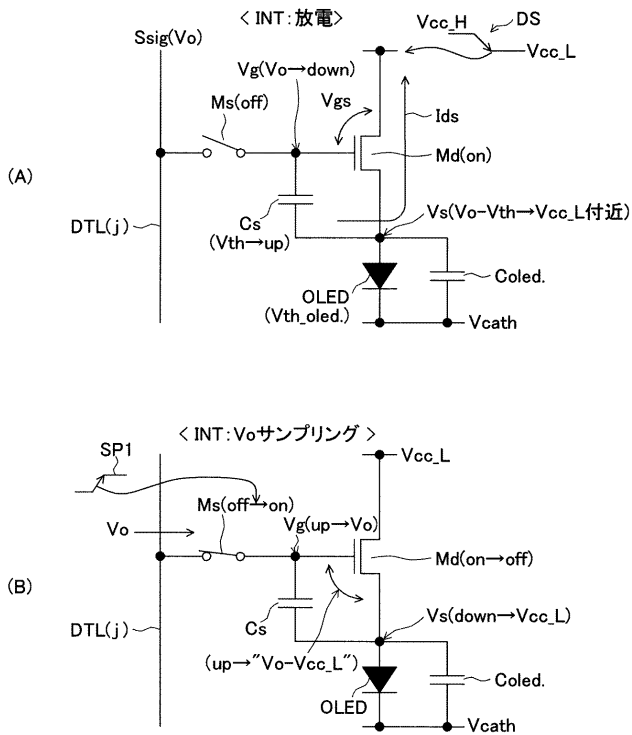 < INT:放電 >
Ssig(Vo)
Vcc_H
DS
Vcc_L
Vg(Vo→down)
Ms(off)
Vgs
Ids
Md(on)
(A)
DTL(j)
Cs
(Vth→up)
Vs(Vo-Vth→Vcc_L付近)
OLED
(Vth_oled.)
Coled.
Vcath
< INT:Voサンプリング >
SP1
Vcc_L
Ms(off→on)
Vo
Vg(up→Vo)
Md(on→off)
(B)
DTL(j)
Cs
Vs(down→Vcc_L)
(up→"Vo-Vcc_L")
OLED
Coled.
Vcath